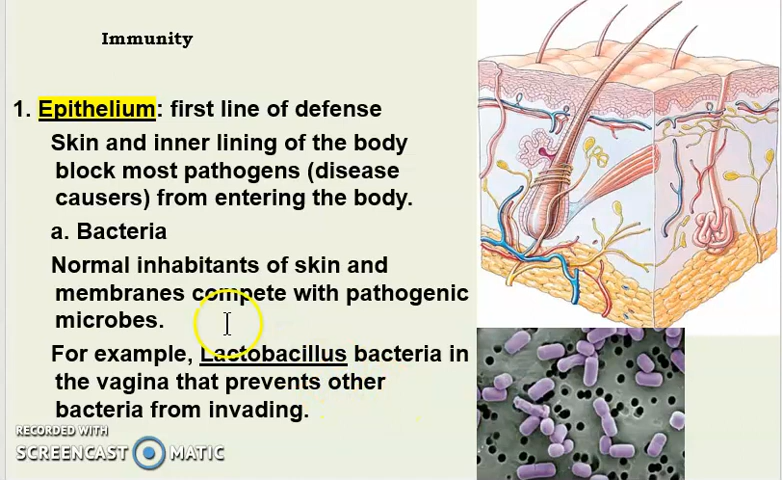 Immunity
1. Epithelium: first line of defense
Skin and inner lining of the body
block most pathogens (disease
causers) from entering the body.
a. Bacteria
Normal inhabitants of skin and
membranes compete with pathogenic
microbes.
For example, Lactobacillus bacteria in
the vagina that prevents other
bacteria from invading.
RECORDED WITH
SCREENCAST MATIC